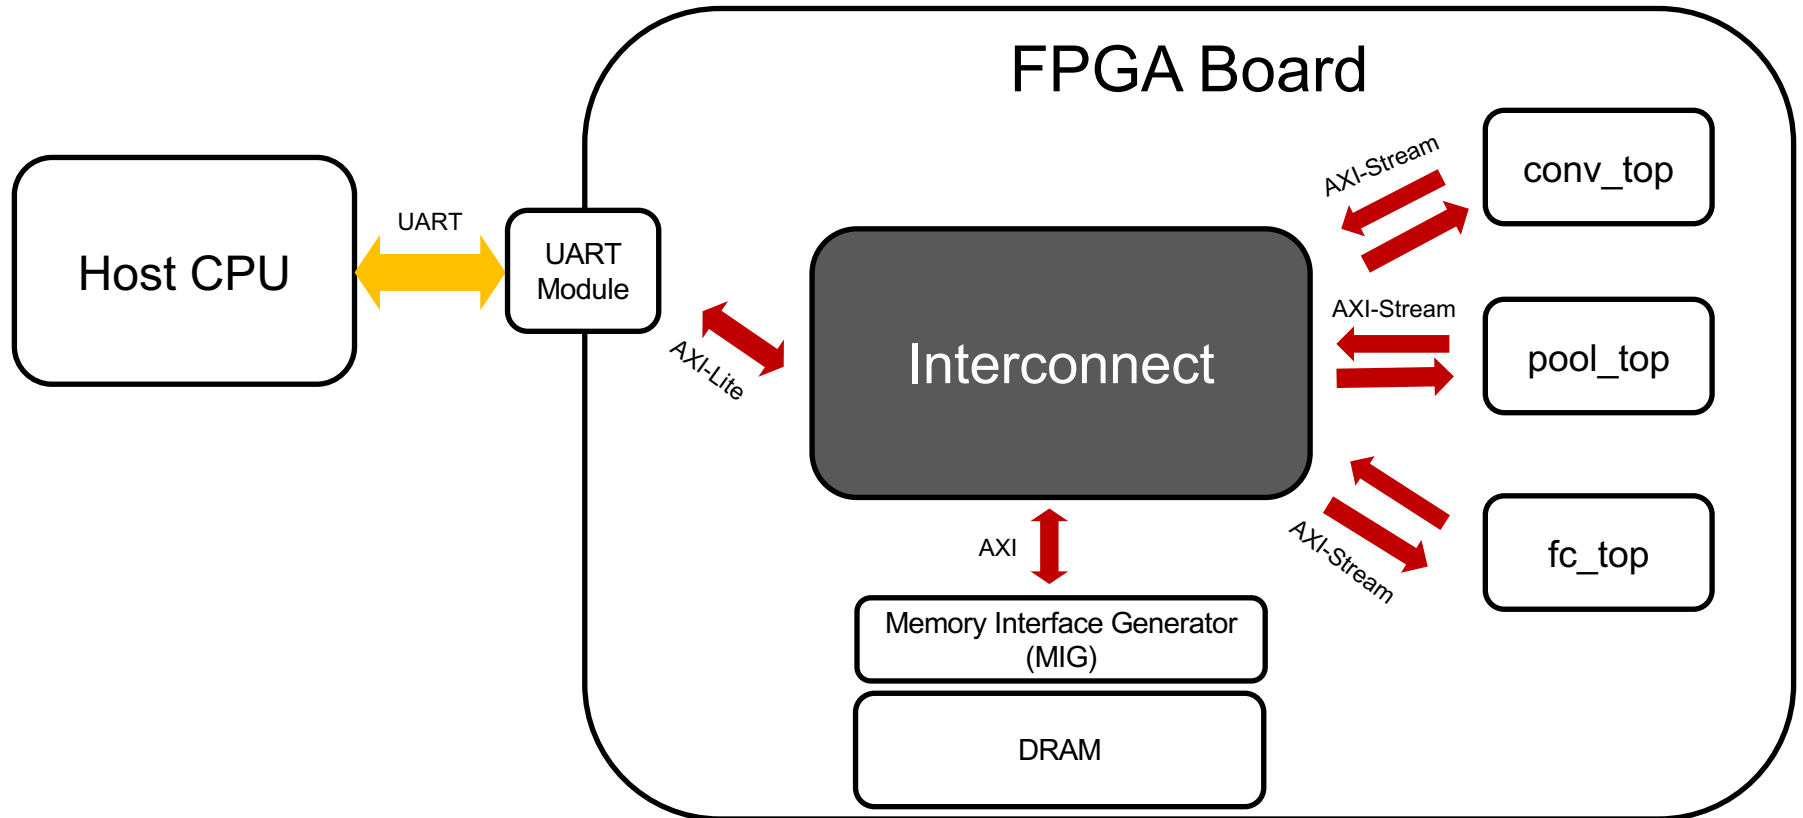 FPGA Board
Host CPU
UART
UART
Module
AXI-Lite
Interconnect
AXI-Stream
conv_top
AXI-Stream
pool_top
AXI-Stream
fc_top
AXI
Memory Interface Generator
(MIG)
DRAM